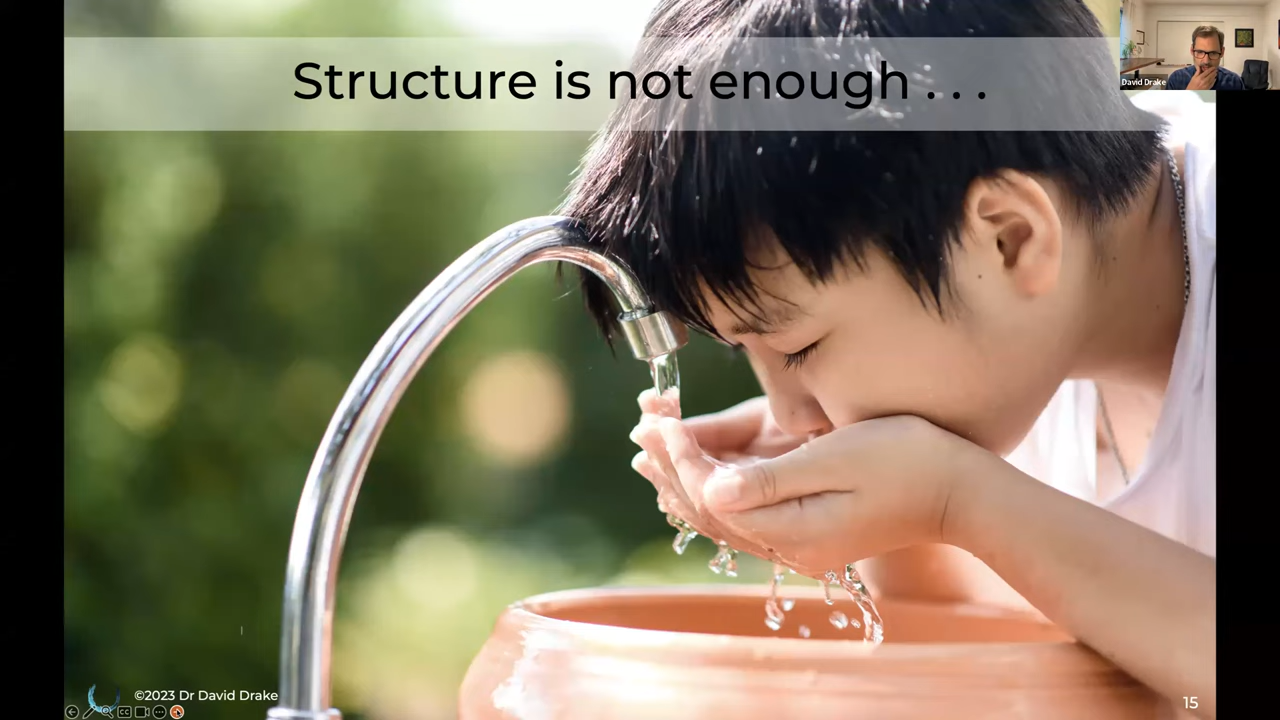 Structure is not enough . . .
David Drake
©2023 Dr David Drake
15